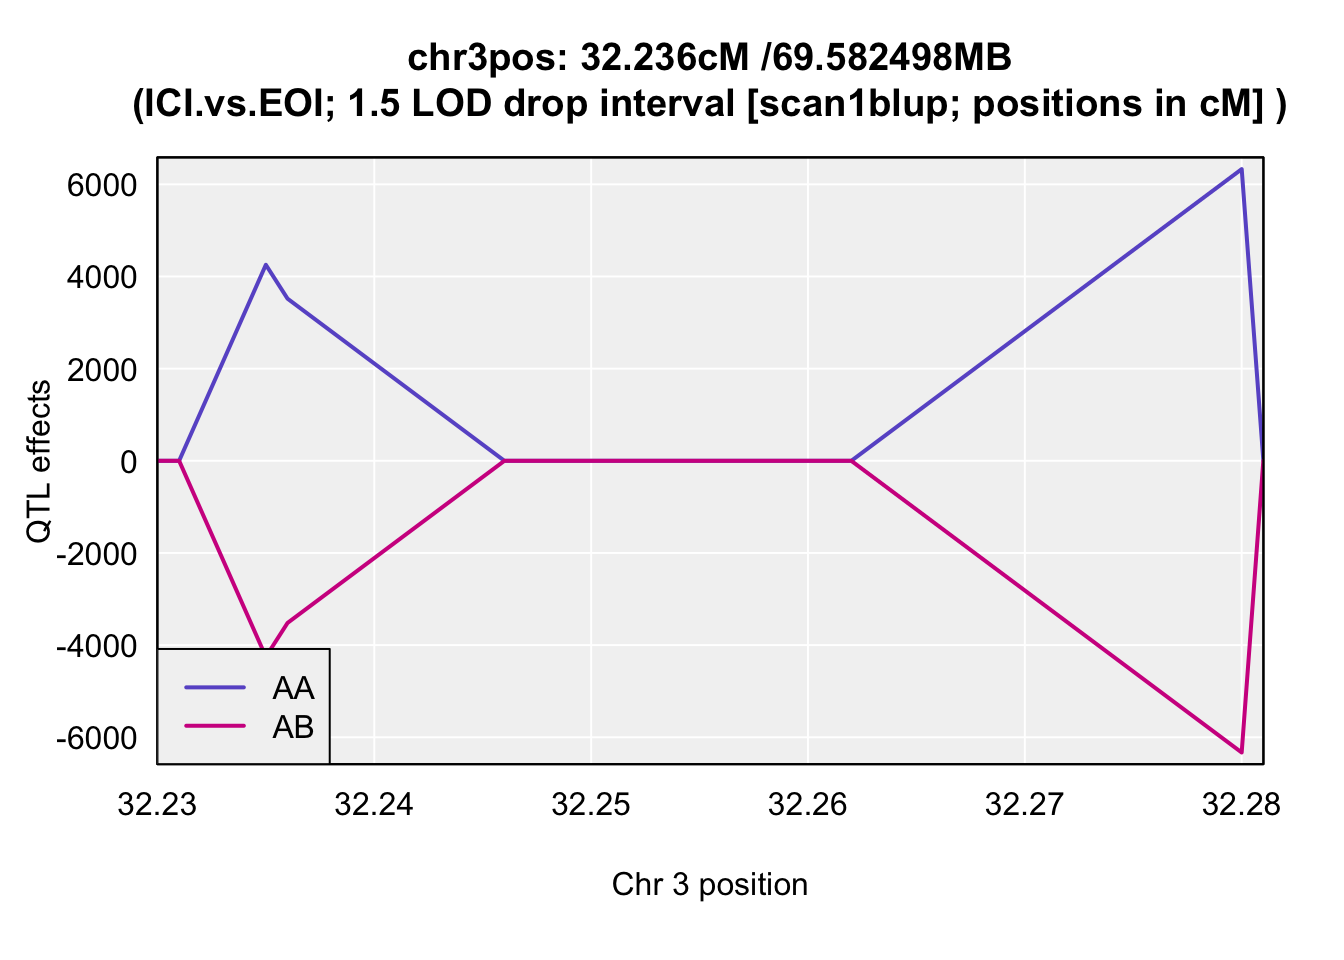 chr3pos: 32.236cM /69.582498MB
(ICI.vs.EOI; 1.5 LOD drop interval [scan1blup; positions in cM] )
QTL effects
6000
4000
2000
0
-2000
-4000
-6000
AA
AB
32.23 32.24 32.25 32.26 32.27 32.28
Chr 3 position